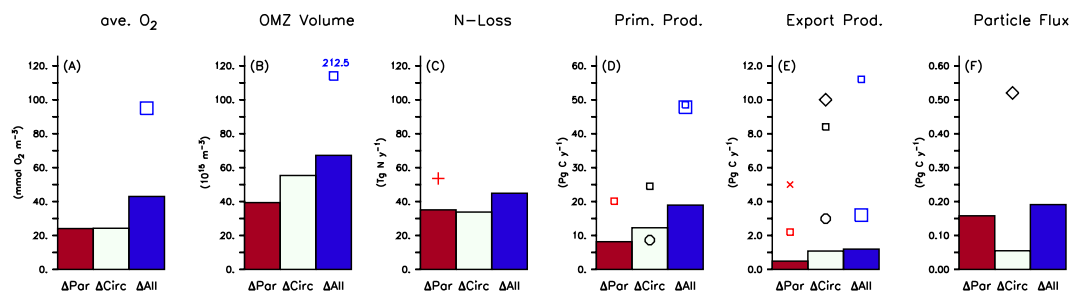 ave. O2
OMZ Volume
N-Loss
Prim. Prod.
Export Prod.
Particle Flux
(A)
120.
100.
80.
60.
40.
20.
0.
(mmol O2 m-3)
ΔPar ΔCirc ΔAll
(B)
212.5
120.
100.
80.
60.
40.
20.
0.
(10^15 m-3)
ΔPar ΔCirc ΔAll
(C)
120.
100.
80.
60.
40.
20.
0.
(Tg N y-1)
ΔPar ΔCirc ΔAll
(D)
60.
50.
40.
30.
20.
10.
0.
(Pg C y-1)
ΔPar ΔCirc ΔAll
(E)
12.0
10.0
8.0
6.0
4.0
2.0
0.0
(Pg C y-1)
ΔPar ΔCirc ΔAll
(F)
0.60
0.50
0.40
0.30
0.20
0.10
0.00
(Pg C y-1)
ΔPar ΔCirc ΔAll